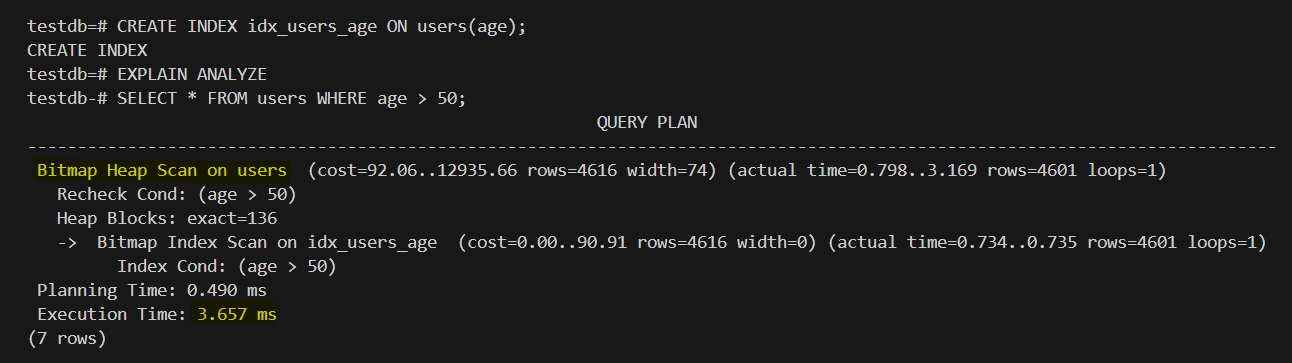 testdb=# CREATE INDEX idx_users_age ON users(age);
CREATE INDEX
testdb=# EXPLAIN ANALYZE
testdb-# SELECT * FROM users WHERE age > 50;
QUERY PLAN
-----------------------------------------------------------------------------------------------------------------------------
Bitmap Heap Scan on users  (cost=92.06..12935.66 rows=4616 width=74) (actual time=0.798..3.169 rows=4601 loops=1)
  Recheck Cond: (age > 50)
  Heap Blocks: exact=136
  ->  Bitmap Index Scan on idx_users_age  (cost=0.00..90.91 rows=4616 width=0) (actual time=0.734..0.735 rows=4601 loops=1)
        Index Cond: (age > 50)
Planning Time: 0.490 ms
Execution Time: 3.657 ms
(7 rows)